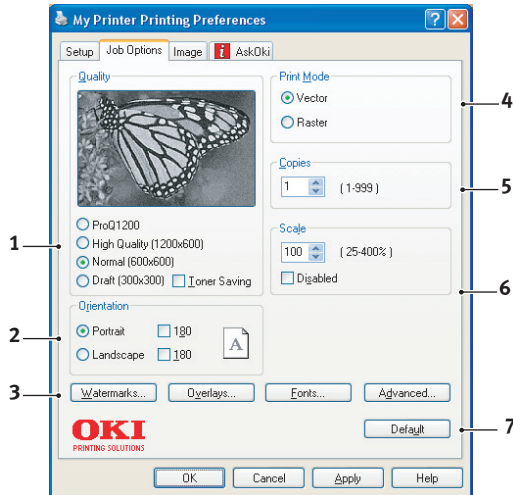 My Printer Printing Preferences
Setup Job Options Image i AskOki
Quality
ProQ1200
High Quality (1200x600)
Normal (600x600)
Draft (300x300) Toner Saving
Orientation
Portrait 180
Landscape 180
A
Print Mode
Vector
Raster
Copies
1 ( 1-999 )
Scale
100 ( 25-400% )
Disabled
Watermarks... Overlays... Fonts... Advanced...
OKI
PRINTING SOLUTIONS
Default
OK Cancel Apply Help
1
2
3
4
5
6
7